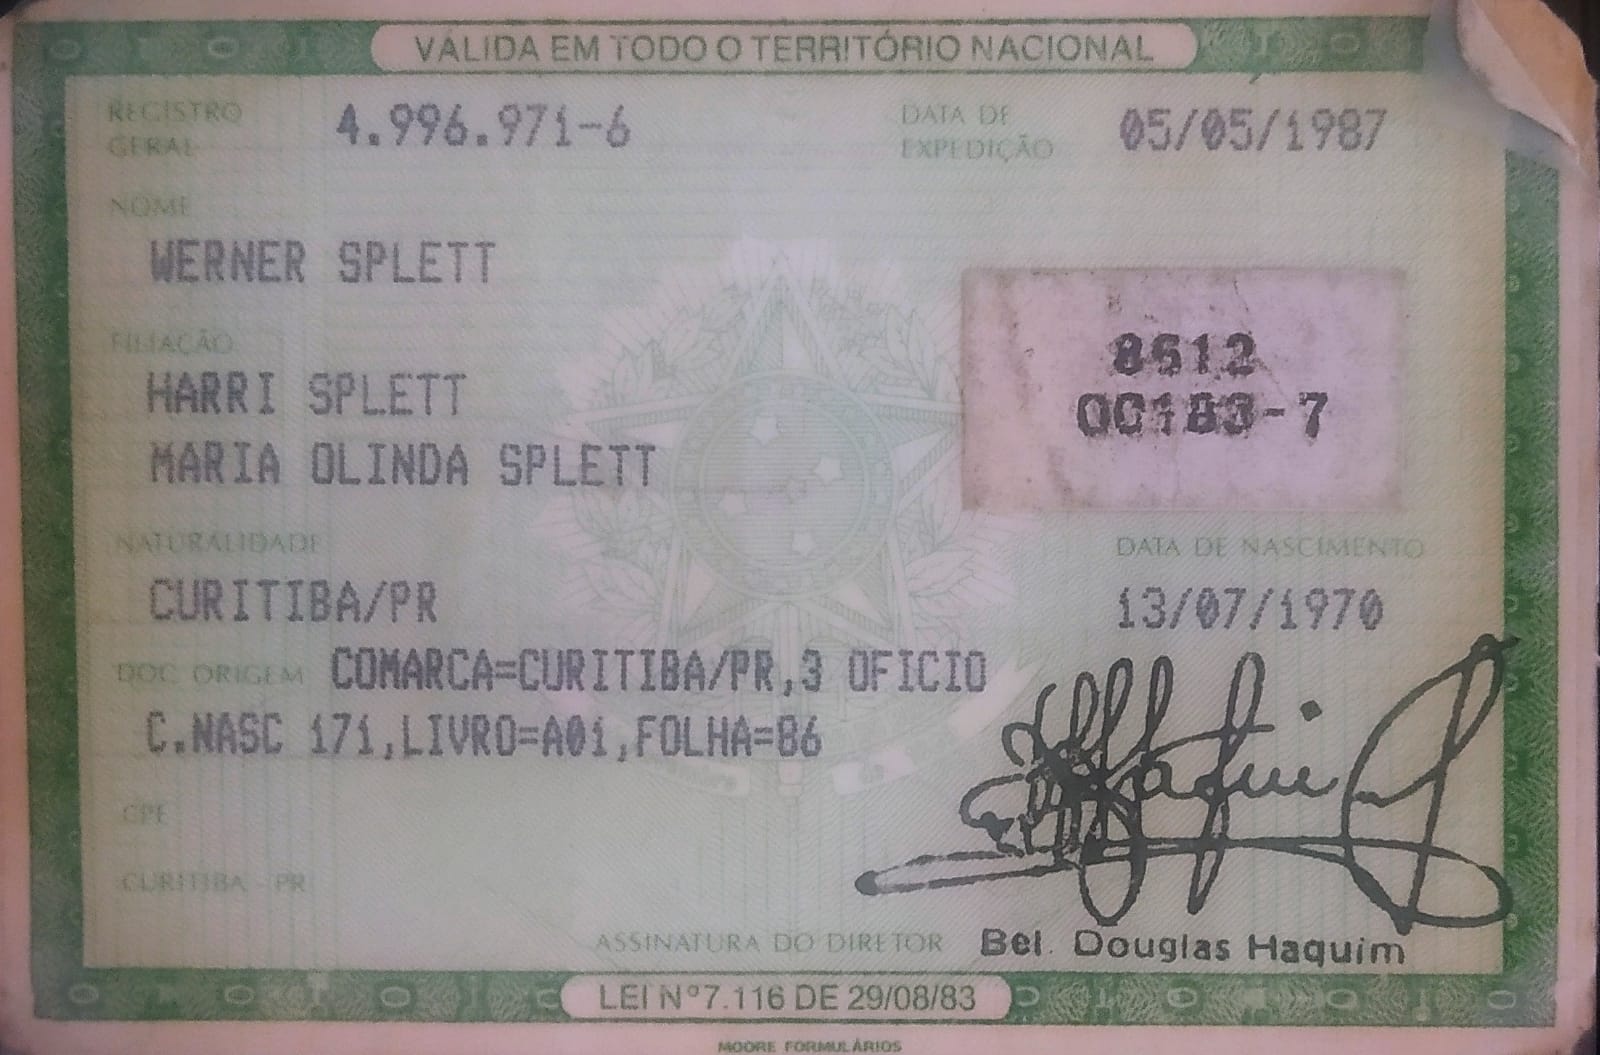 VÁLIDA EM TODO O TERRITÓRIO NACIONAL
REGISTRO GERAL 4.996.971-6 DATA DE EXPEDIÇÃO 05/05/1987
NOME
WERNER SPLETT
FILIAÇÃO
HARRI SPLETT
MARIA OLINDA SPLETT
8612
00183-7
NATURALIDADE DATA DE NASCIMENTO
CURITIBA/PR 13/07/1970
DOC ORIGEM COMARCA=CURITIBA/PR,3 OFICIO
C.NASC 171,LIVRO=A01,FOLHA=86
CPF
CURITIBA - PR
ASSINATURA DO DIRETOR Bel. Douglas Haquim
LEI Nº 7.116 DE 29/08/83
MOORE FORMULÁRIOS